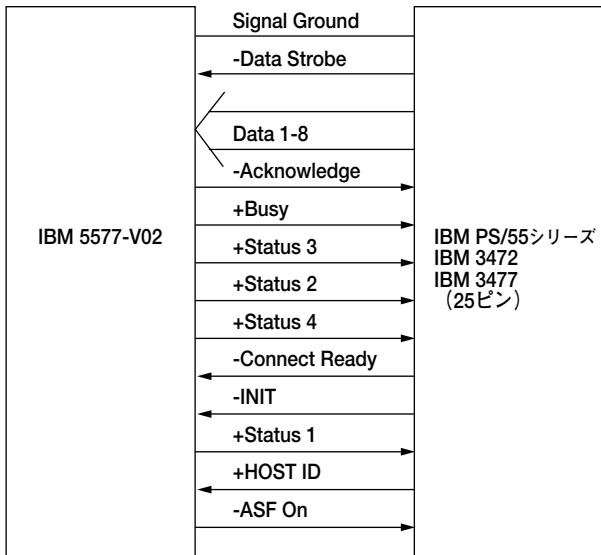 Signal Ground
-Data Strobe
Data 1-8
-Acknowledge
+Busy
+Status 3
+Status 2
+Status 4
-Connect Ready
-INIT
+Status 1
+HOST ID
-ASF On
IBM 5577-V02
IBM PS/55シリーズ
IBM 3472
IBM 3477
（25ピン）